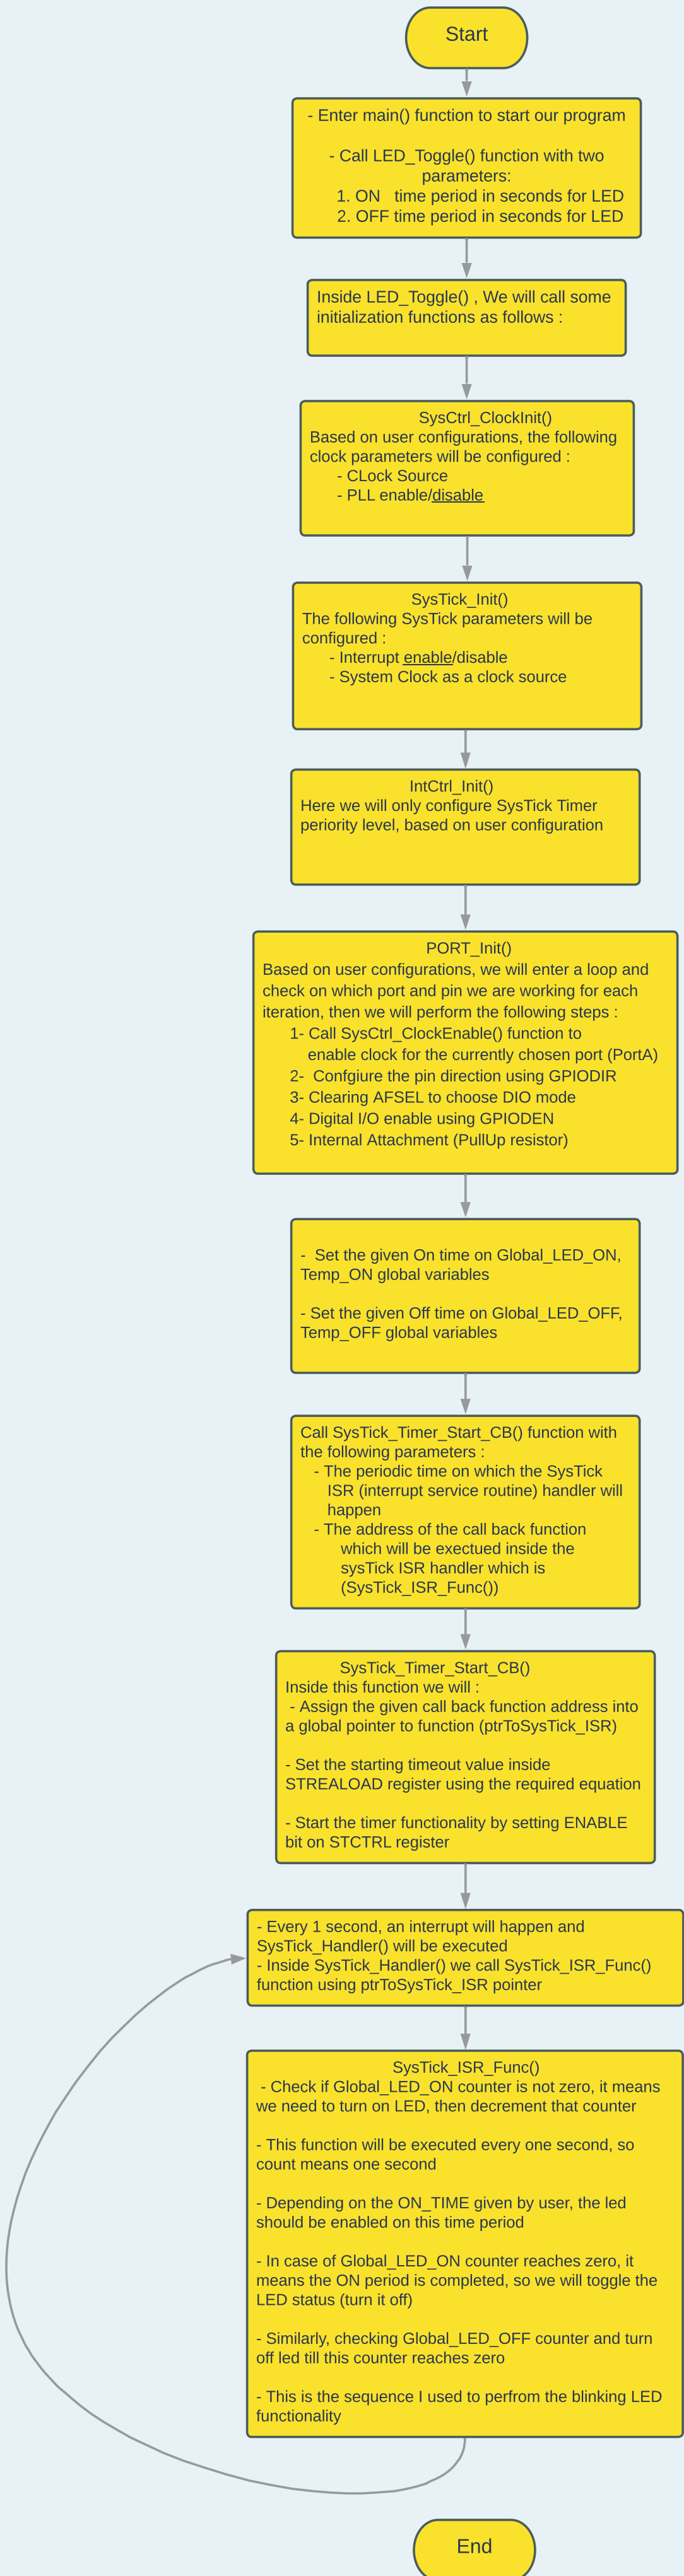 Start
- Enter main() function to start our program
- Call LED_Toggle() function with two
parameters:
1. ON time period in seconds for LED
2. OFF time period in seconds for LED
Inside LED_Toggle() , We will call some
initialization functions as follows :
SysCtrl_ClockInit()
Based on user configurations, the following
clock parameters will be configured :
- CLock Source
- PLL enable/disable
SysTick_Init()
The following SysTick parameters will be
configured :
- Interrupt enable/disable
- System Clock as a clock source
IntCtrl_Init()
Here we will only configure SysTick Timer
periority level, based on user configuration
PORT_Init()
Based on user configurations, we will enter a loop and
check on which port and pin we are working for each
iteration, then we will perform the following steps :
1- Call SysCtrl_ClockEnable() function to
enable clock for the currently chosen port (PortA)
2- Confgiure the pin direction using GPIODIR
3- Clearing AFSEL to choose DIO mode
4- Digital I/O enable using GPIODEN
5- Internal Attachment (PullUp resistor)
- Set the given On time on Global_LED_ON,
Temp_ON global variables
- Set the given Off time on Global_LED_OFF,
Temp_OFF global variables
Call SysTick_Timer_Start_CB() function with
the following parameters :
- The periodic time on which the SysTick
ISR (interrupt service routine) handler will
happen
- The address of the call back function
which will be exectued inside the
sysTick ISR handler which is
(SysTick_ISR_Func())
SysTick_Timer_Start_CB()
Inside this function we will :
- Assign the given call back function address into
a global pointer to function (ptrToSysTick_ISR)
- Set the starting timeout value inside
STREALOAD register using the required equation
- Start the timer functionality by setting ENABLE
bit on STCTRL register
- Every 1 second, an interrupt will happen and
SysTick_Handler() will be executed
- Inside SysTick_Handler() we call SysTick_ISR_Func()
function using ptrToSysTick_ISR pointer
SysTick_ISR_Func()
- Check if Global_LED_ON counter is not zero, it means
we need to turn on LED, then decrement that counter
- This function will be executed every one second, so
count means one second
- Depending on the ON_TIME given by user, the led
should be enabled on this time period
- In case of Global_LED_ON counter reaches zero, it
means the ON period is completed, so we will toggle the
LED status (turn it off)
- Similarly, checking Global_LED_OFF counter and turn
off led till this counter reaches zero
- This is the sequence I used to perfrom the blinking LED
functionality
End